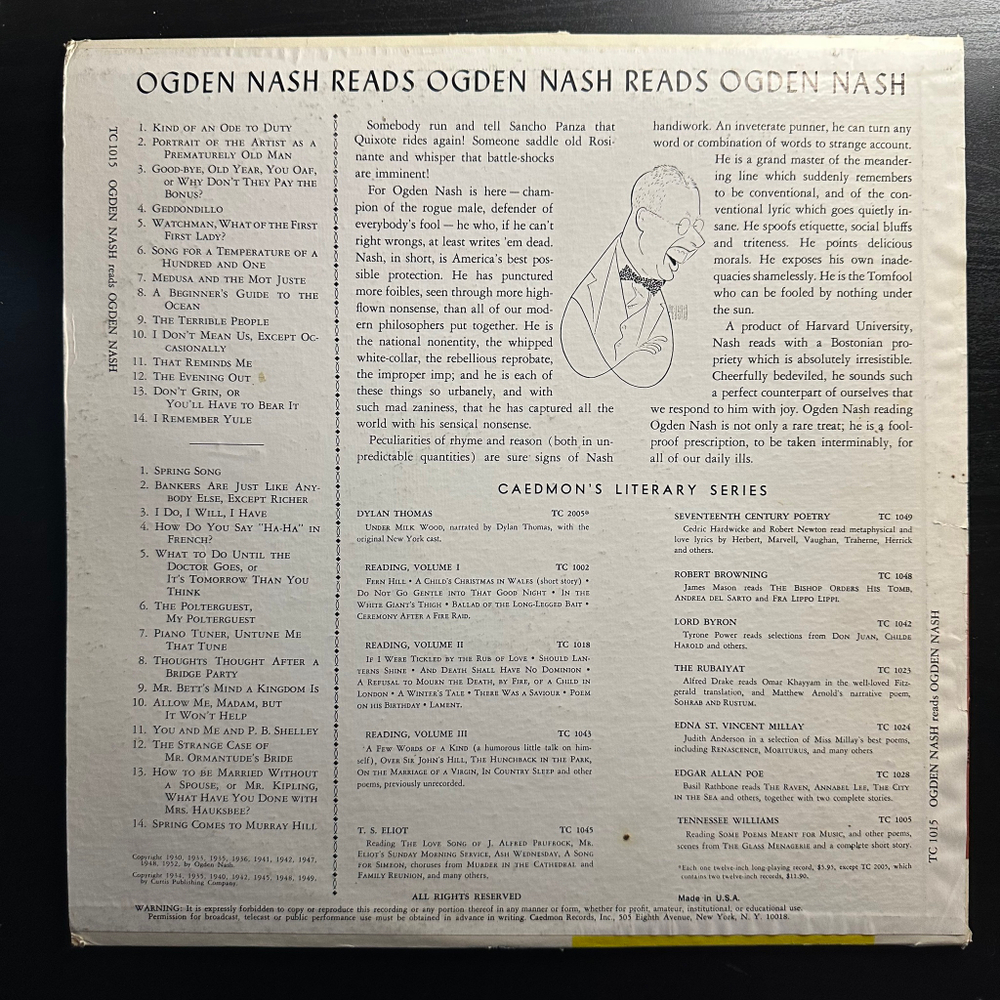 OGDEN NASH READS OGDEN NASH READS OGDEN NASH
TC 1015 OGDEN NASH reads OGDEN NASH
1. KIND OF AN ODE TO DUTY
2. PORTRAIT OF THE ARTIST AS A
PREMATURELY OLD MAN
3. GOOD-BYE, OLD YEAR, YOU OAF,
or WHY DON'T THEY PAY THE
BONUS?
4. GEDDONDILLO
5. WATCHMAN, WHAT OF THE FIRST
FIRST LADY?
6. SONG FOR A TEMPERATURE OF A
HUNDRED AND ONE
7. MEDUSA AND THE MOT JUSTE
8. A BEGINNER'S GUIDE TO THE
OCEAN
9. THE TERRIBLE PEOPLE
10. I DON'T MEAN US, EXCEPT OC-
CASIONALLY
11. THAT REMINDS ME
12. THE EVENING OUT
13. DON'T GRIN, OR
YOU'LL HAVE TO BEAR IT
14. I REMEMBER YULE
1. SPRING SONG
2. BANKERS ARE JUST LIKE ANY-
BODY ELSE, EXCEPT RICHER
3. I DO, I WILL, I HAVE
4. HOW DO YOU SAY "HA-HA" IN
FRENCH?
5. WHAT TO DO UNTIL THE
DOCTOR GOES, or
IT'S TOMORROW THAN YOU
THINK
6. THE POLTERGUEST,
MY POLTERGUEST
7. PIANO TUNER, UNTUNE ME
THAT TUNE
8. THOUGHTS THOUGHT AFTER A
BRIDGE PARTY
9. MR. BETT'S MIND A KINGDOM IS
10. ALLOW ME, MADAM, BUT
IT WON'T HELP
11. YOU AND ME AND P. B. SHELLEY
12. THE STRANGE CASE OF
MR. ORMANTUDE'S BRIDE
13. HOW TO BE MARRIED WITHOUT
A SPOUSE, or MR. KIPLING,
WHAT HAVE YOU DONE WITH
MRS. HAUKSBEE?
14. SPRING COMES TO MURRAY HILL
Copyright 1930, 1933, 1935, 1936, 1941, 1942, 1947,
1948, 1952, by Ogden Nash.
Copyright 1934, 1935, 1940, 1942, 1945, 1948, 1949,
by Curtis Publishing Company.
Somebody run and tell Sancho Panza that
Quixote rides again! Someone saddle old Rosi-
nante and whisper that battle-shocks
are imminent!
For Ogden Nash is here — cham-
pion of the rogue male, defender of
everybody's fool — he who, if he can't
right wrongs, at least writes 'em dead.
Nash, in short, is America's best pos-
sible protection. He has punctured
more foibles, seen through more high-
flown nonsense, than all of our mod-
ern philosophers put together. He is
the national nonentity, the whipped
white-collar, the rebellious reprobate,
the improper imp; and he is each of
these things so urbanely, and with
such mad zaniness, that he has captured all the
world with his sensical nonsense.
Peculiarities of rhyme and reason (both in un-
predictable quantities) are sure signs of Nash
handiwork. An inveterate punner, he can turn any
word or combination of words to strange account.
He is a grand master of the meander-
ing line which suddenly remembers
to be conventional, and of the con-
ventional lyric which goes quietly in-
sane. He spoofs etiquette, social bluffs
and triteness. He points delicious
morals. He exposes his own inade-
quacies shamelessly. He is the Tomfool
who can be fooled by nothing under
the sun.
A product of Harvard University,
Nash reads with a Bostonian pro-
priety which is absolutely irresistible.
Cheerfully bedeviled, he sounds such
a perfect counterpart of ourselves that
we respond to him with joy. Ogden Nash reading
Ogden Nash is not only a rare treat; he is a fool-
proof prescription, to be taken interminably, for
all of our daily ills.
CAEDMON'S LITERARY SERIES
DYLAN THOMAS TC 2005*
UNDER MILK WOOD, narrated by Dylan Thomas, with the
original New York cast.
READING, VOLUME I TC 1002
FERN HILL • A CHILD'S CHRISTMAS IN WALES (short story) •
DO NOT GO GENTLE INTO THAT GOOD NIGHT • IN THE
WHITE GIANT'S THIGH • BALLAD OF THE LONG-LEGGED BAIT •
CEREMONY AFTER A FIRE RAID.
READING, VOLUME II TC 1018
IF I WERE TICKLED BY THE RUB OF LOVE • SHOULD LAN-
TERNS SHINE • AND DEATH SHALL HAVE NO DOMINION •
A REFUSAL TO MOURN THE DEATH, BY FIRE, OF A CHILD IN
LONDON • A WINTER'S TALE • THERE WAS A SAVIOUR • POEM
ON HIS BIRTHDAY • LAMENT.
READING, VOLUME III TC 1043
A FEW WORDS OF A KIND (a humorous little talk on him-
self), OVER SIR JOHN'S HILL, THE HUNCHBACK IN THE PARK,
ON THE MARRIAGE OF A VIRGIN, IN COUNTRY SLEEP and other
poems, previously unrecorded.
T. S. ELIOT TC 1045
Reading THE LOVE SONG OF J. ALFRED PRUFROCK, MR.
ELIOT'S SUNDAY MORNING SERVICE, ASH WEDNESDAY, A SONG
FOR SIMEON, choruses from MURDER IN THE CATHEDRAL and
FAMILY REUNION, and many others.
SEVENTEENTH CENTURY POETRY TC 1049
Cedric Hardwicke and Robert Newton read metaphysical and
love lyrics by Herbert, Marvell, Vaughan, Traherne, Herrick
and others.
ROBERT BROWNING TC 1048
James Mason reads THE BISHOP ORDERS HIS TOMB,
ANDREA DEL SARTO and FRA LIPPO LIPPI.
LORD BYRON TC 1042
Tyrone Power reads selections from DON JUAN, CHILDE
HAROLD and others.
THE RUBAIYAT TC 1023
Alfred Drake reads Omar Khayyam in the well-loved Fitz-
gerald translation, and Matthew Arnold's narrative poem,
SOHRAB AND RUSTUM.
EDNA ST. VINCENT MILLAY TC 1024
Judith Anderson in a selection of Miss Millay's best poems,
including RENASCENCE, MORITURUS, and many others
EDGAR ALLAN POE TC 1028
Basil Rathbone reads THE RAVEN, ANNABEL LEE, THE CITY
IN THE SEA and others, together with two complete stories.
TENNESSEE WILLIAMS TC 1005
Reading SOME POEMS MEANT FOR MUSIC, and other poems,
scenes from THE GLASS MENAGERIE and a complete short story.
*Each one twelve-inch long-playing record, $5.95, except TC 2005, which
contains two twelve-inch records, $11.90.
TC 1015 OGDEN NASH reads OGDEN NASH
ALL RIGHTS RESERVED
Made in U.S.A.
WARNING: It is expressly forbidden to copy or reproduce this recording or any portion thereof in any manner or form, whether for profit, amateur, institutional, or educational use.
Permission for broadcast, telecast or public performance use must be obtained in advance in writing. Caedmon Records, Inc., 505 Eighth Avenue, New York, N. Y. 10018.